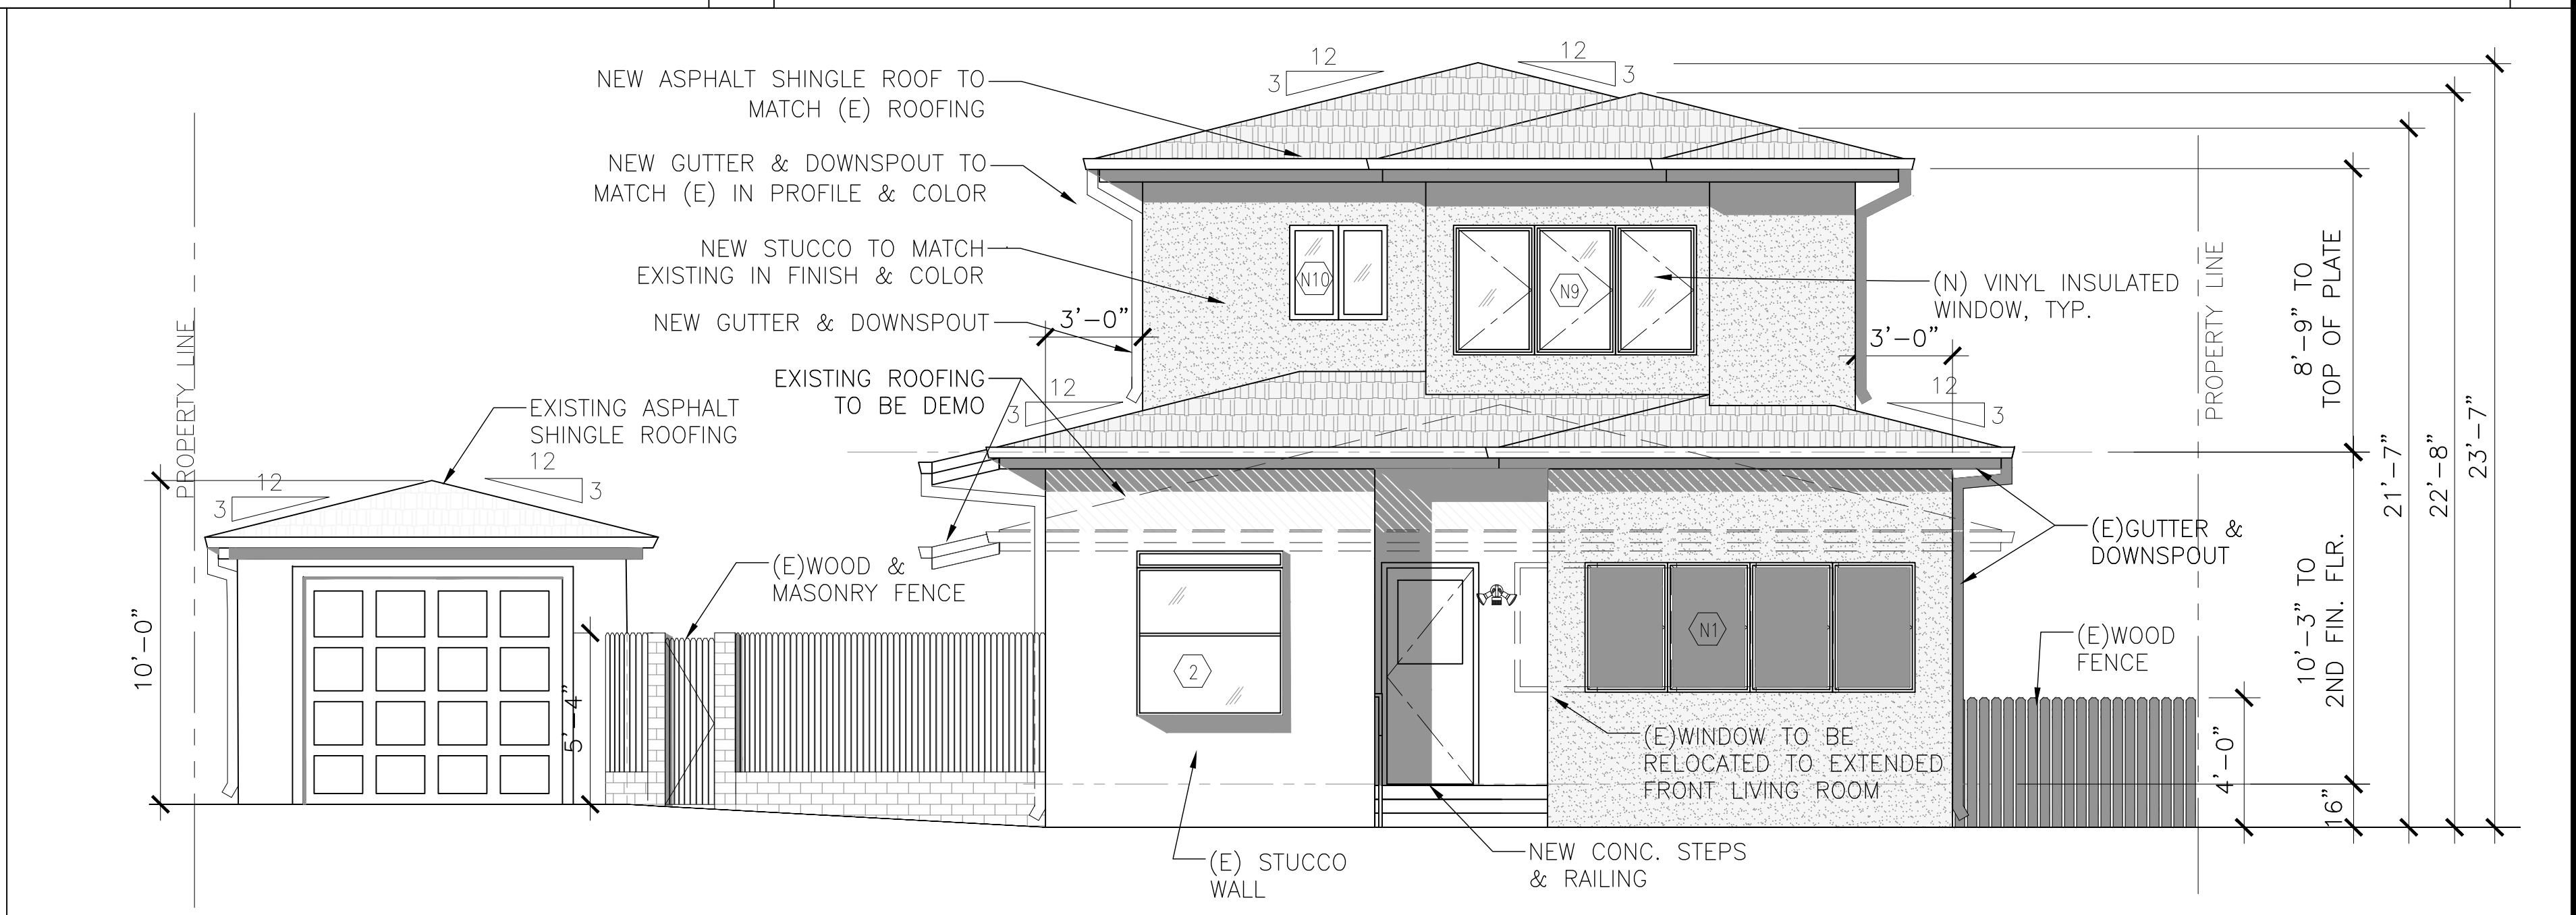 12
3
12
3
NEW ASPHALT SHINGLE ROOF TO
MATCH (E) ROOFING
NEW GUTTER & DOWNSPOUT TO
MATCH (E) IN PROFILE & COLOR
NEW STUCCO TO MATCH
EXISTING IN FINISH & COLOR
NEW GUTTER & DOWNSPOUT
3'-0"
EXISTING ROOFING
TO BE DEMO
12
3
N10
N9
(N) VINYL INSULATED
WINDOW, TYP.
3'-0"
12
3
PROPERTY LINE
PROPERTY LINE
8'-9" TO
TOP OF PLATE
21'-7"
22'-8"
23'-7"
EXISTING ASPHALT
SHINGLE ROOFING
12
3
12
3
10'-0"
(E)WOOD &
MASONRY FENCE
5'-4"
2
N1
(E)GUTTER &
DOWNSPOUT
10'-3" TO
2ND FIN. FLR.
(E)WOOD
FENCE
4'-0"
16"
(E)WINDOW TO BE
RELOCATED TO EXTENDED
FRONT LIVING ROOM
(E) STUCCO
WALL
NEW CONC. STEPS
& RAILING